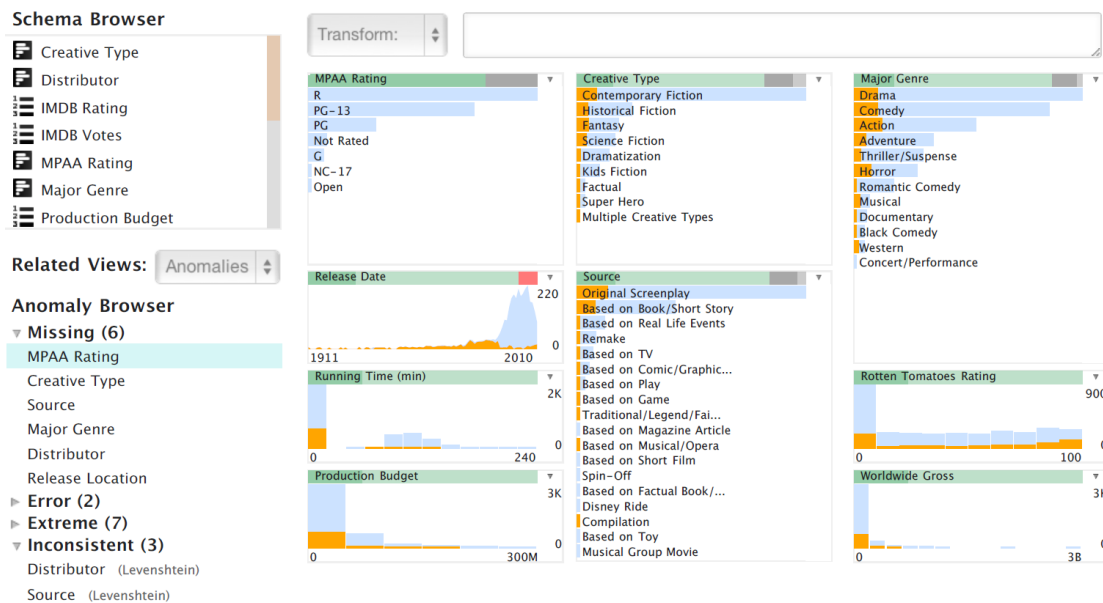 Schema Browser
Creative Type
Distributor
IMDB Rating
IMDB Votes
MPAA Rating
Major Genre
Production Budget
Related Views: Anomalies
Anomaly Browser
Missing (6)
MPAA Rating
Creative Type
Source
Major Genre
Distributor
Release Location
Error (2)
Extreme (7)
Inconsistent (3)
Distributor (Levenshtein)
Source (Levenshtein)
Transform:
MPAA Rating
R
PG-13
PG
Not Rated
G
NC-17
Open
Creative Type
Contemporary Fiction
Historical Fiction
Fantasy
Science Fiction
Dramatization
Kids Fiction
Factual
Super Hero
Multiple Creative Types
Major Genre
Drama
Comedy
Action
Adventure
Thriller/Suspense
Horror
Romantic Comedy
Musical
Documentary
Black Comedy
Western
Concert/Performance
Release Date
220
0
1911 2010
Running Time (min)
2K
0
0 240
Production Budget
3K
0
0 300M
Source
Original Screenplay
Based on Book/Short Story
Based on Real Life Events
Remake
Based on TV
Based on Comic/Graphic...
Based on Play
Based on Game
Traditional/Legend/Fai...
Based on Magazine Article
Based on Musical/Opera
Based on Short Film
Spin-Off
Based on Factual Book/...
Disney Ride
Compilation
Based on Toy
Musical Group Movie
Rotten Tomatoes Rating
900
0 100
Worldwide Gross
0 3B